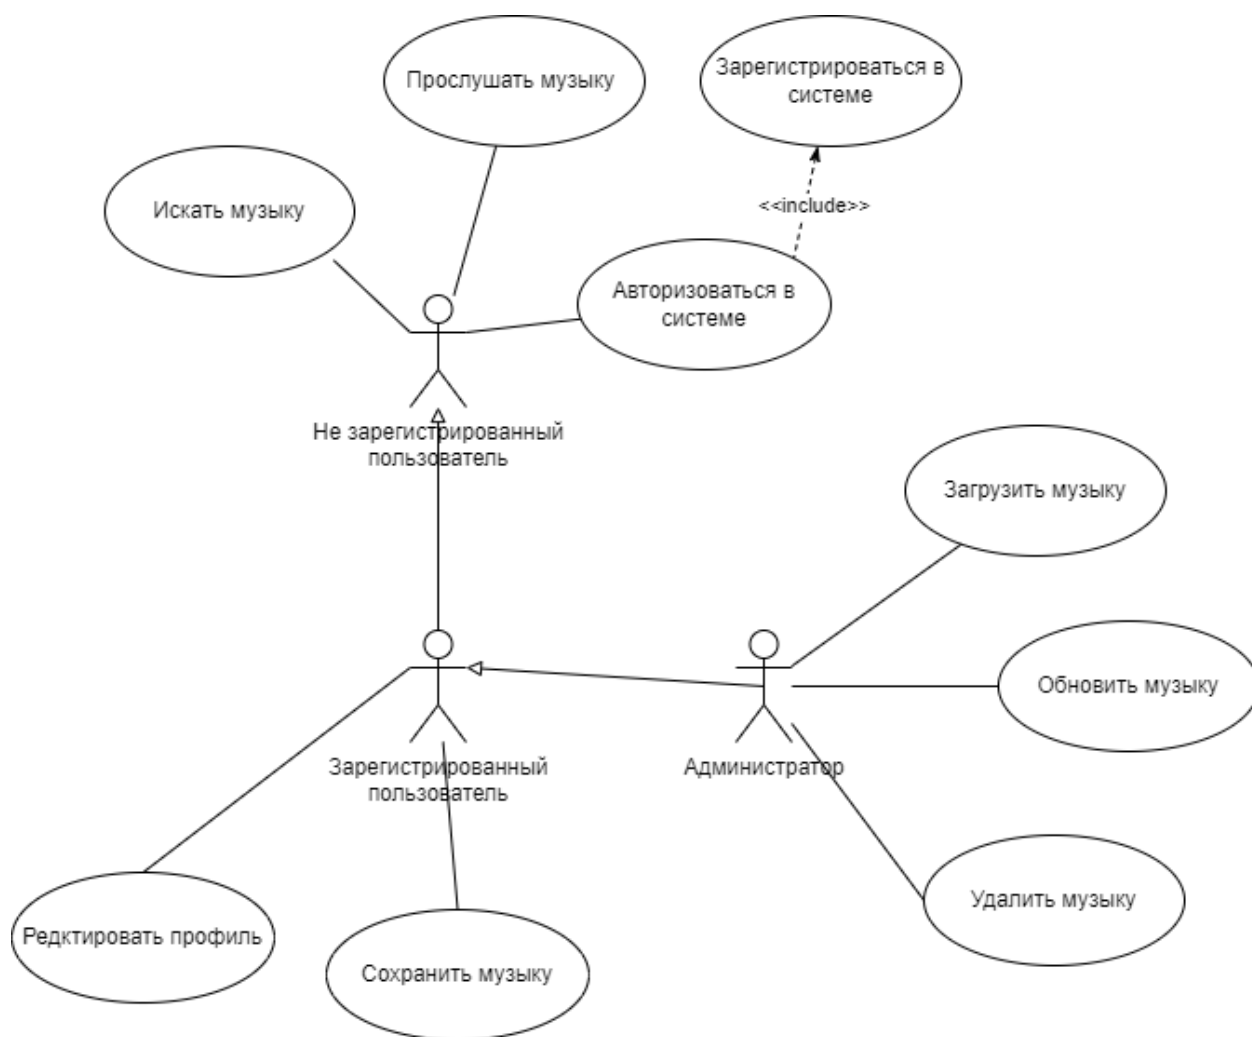 Прослушать музыку
Зарегистрироваться в
системе
Искать музыку
<<include>>
Авторизоваться в
системе
Не зарегистрированный
пользователь
Загрузить музыку
Обновить музыку
Зарегистрированный
пользователь
Администратор
Удалить музыку
Редктировать профиль
Сохранить музыку